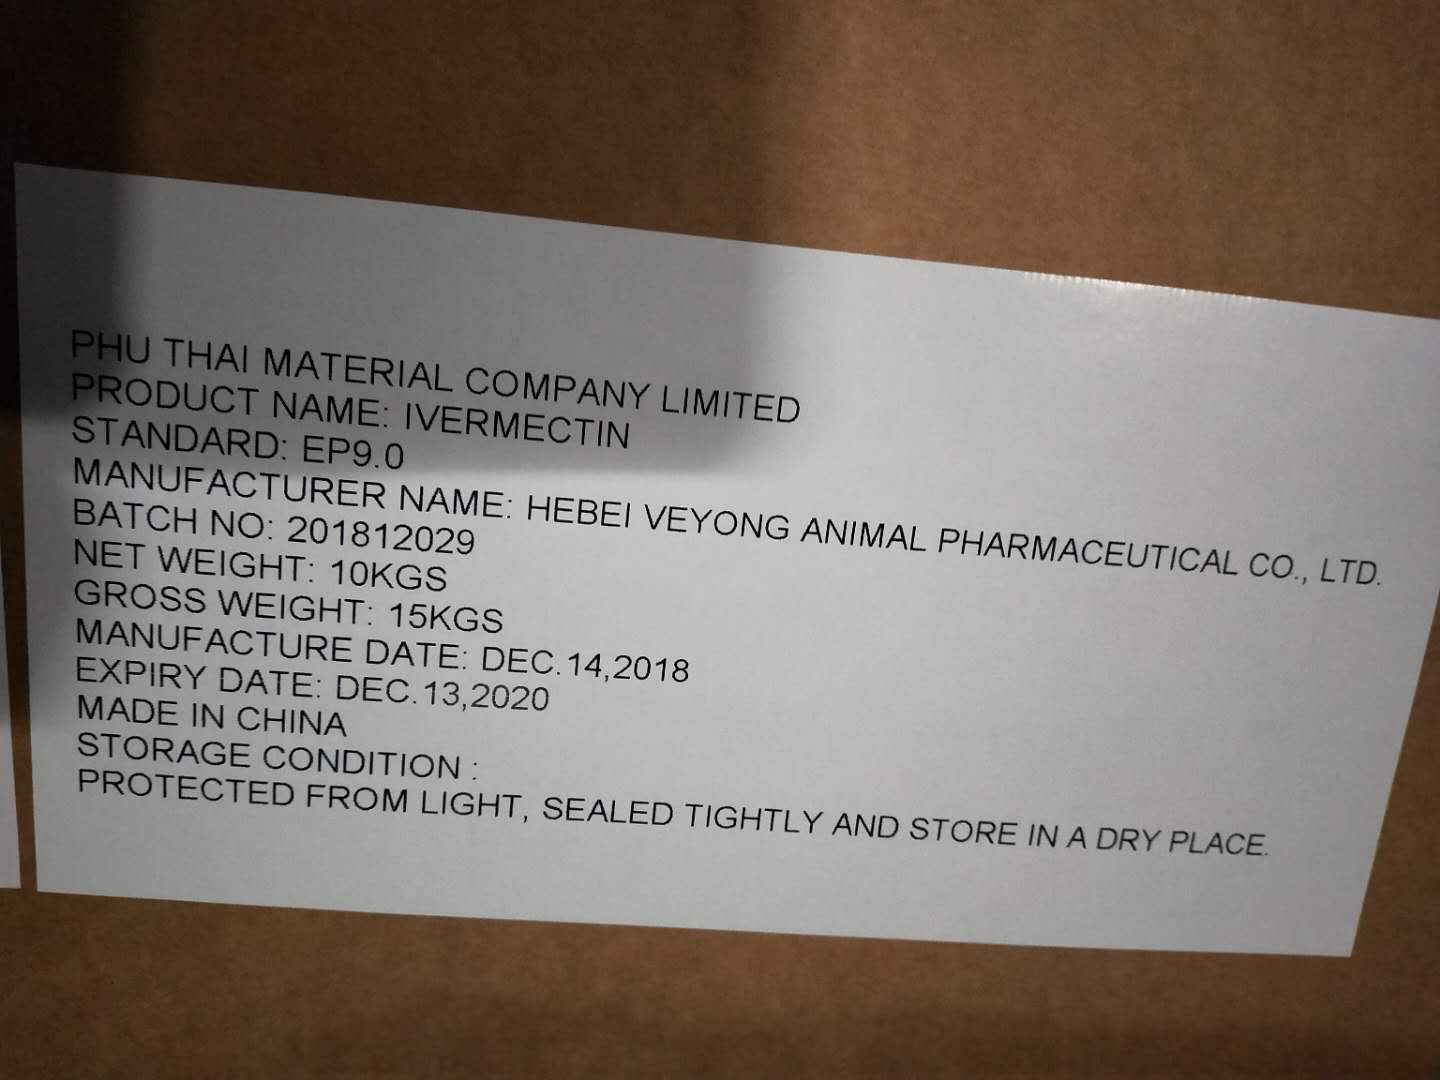 PHU THAI MATERIAL COMPANY LIMITED
PRODUCT NAME: IVERMECTIN
STANDARD: EP9.0
MANUFACTURER NAME: HEBEI VEYONG ANIMAL PHARMACEUTICAL CO., LTD.
BATCH NO: 201812029
NET WEIGHT: 10KGS
GROSS WEIGHT: 15KGS
MANUFACTURE DATE: DEC.14,2018
EXPIRY DATE: DEC.13,2020
MADE IN CHINA
STORAGE CONDITION :
PROTECTED FROM LIGHT, SEALED TIGHTLY AND STORE IN A DRY PLACE.